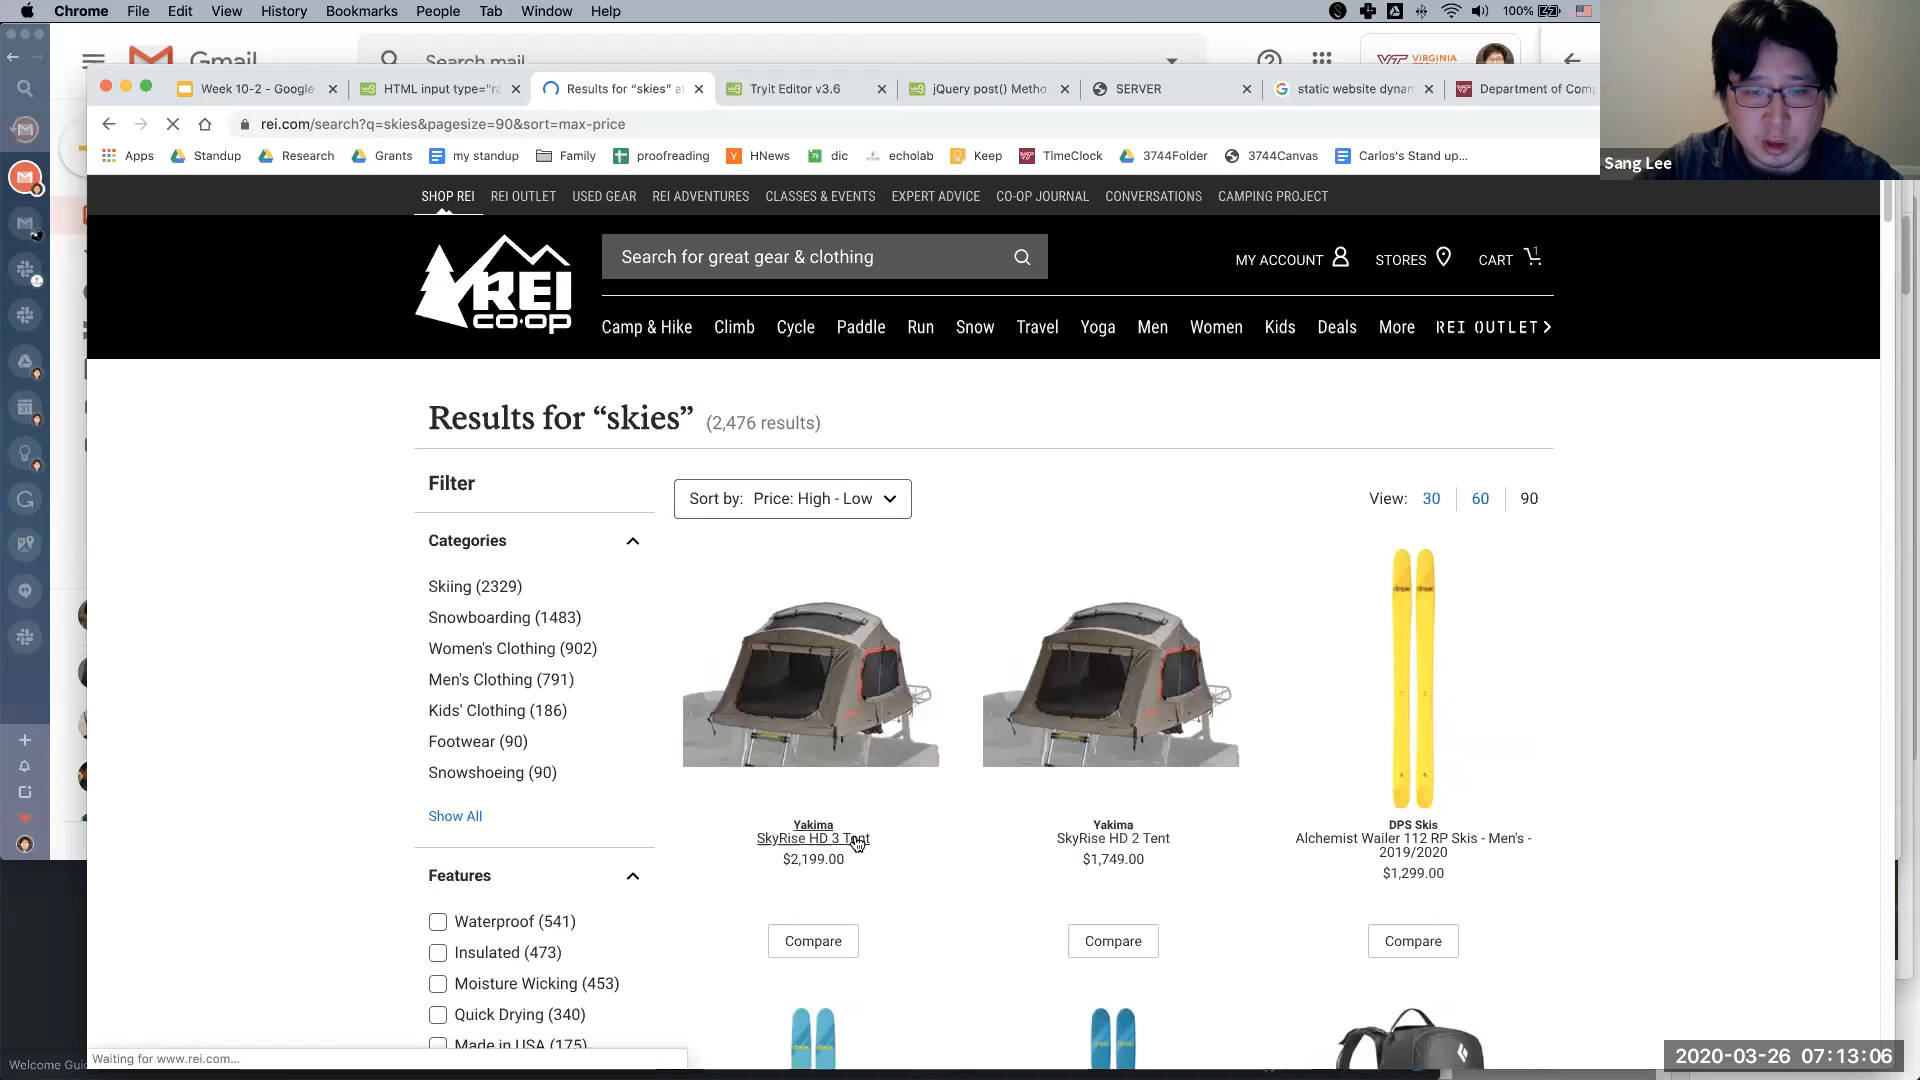 Chrome File Edit View History Bookmarks People Tab Window Help
100%
Gmail
Search mail
VIRGINIA
Week 10-2 - Google
HTML input type="ra
Results for “skies” a
Tryit Editor v3.6
jQuery post() Metho
SERVER
static website dynar
Department of Com
rei.com/search?q=skies&pagesize=90&sort=max-price
Apps Standup Research Grants my standup Family proofreading HNews dic echolab Keep TimeClock 3744Folder 3744Canvas Carlos's Stand up...
Sang Lee
SHOP REI REI OUTLET USED GEAR REI ADVENTURES CLASSES & EVENTS EXPERT ADVICE CO-OP JOURNAL CONVERSATIONS CAMPING PROJECT
REI
CO·OP
Search for great gear & clothing
MY ACCOUNT STORES CART 1
Camp & Hike Climb Cycle Paddle Run Snow Travel Yoga Men Women Kids Deals More REI OUTLET
Results for “skies” (2,476 results)
Filter
Sort by: Price: High - Low
View: 30 60 90
Categories
Skiing (2329)
Snowboarding (1483)
Women's Clothing (902)
Men's Clothing (791)
Kids' Clothing (186)
Footwear (90)
Snowshoeing (90)
Show All
Features
Waterproof (541)
Insulated (473)
Moisture Wicking (453)
Quick Drying (340)
Made in USA (175)
Yakima
SkyRise HD 3 Tent
$2,199.00
Compare
Yakima
SkyRise HD 2 Tent
$1,749.00
Compare
DPS Skis
Alchemist Wailer 112 RP Skis - Men's -
2019/2020
$1,299.00
Compare
Waiting for www.rei.com...
Welcome Gui
2020-03-26 07:13:06